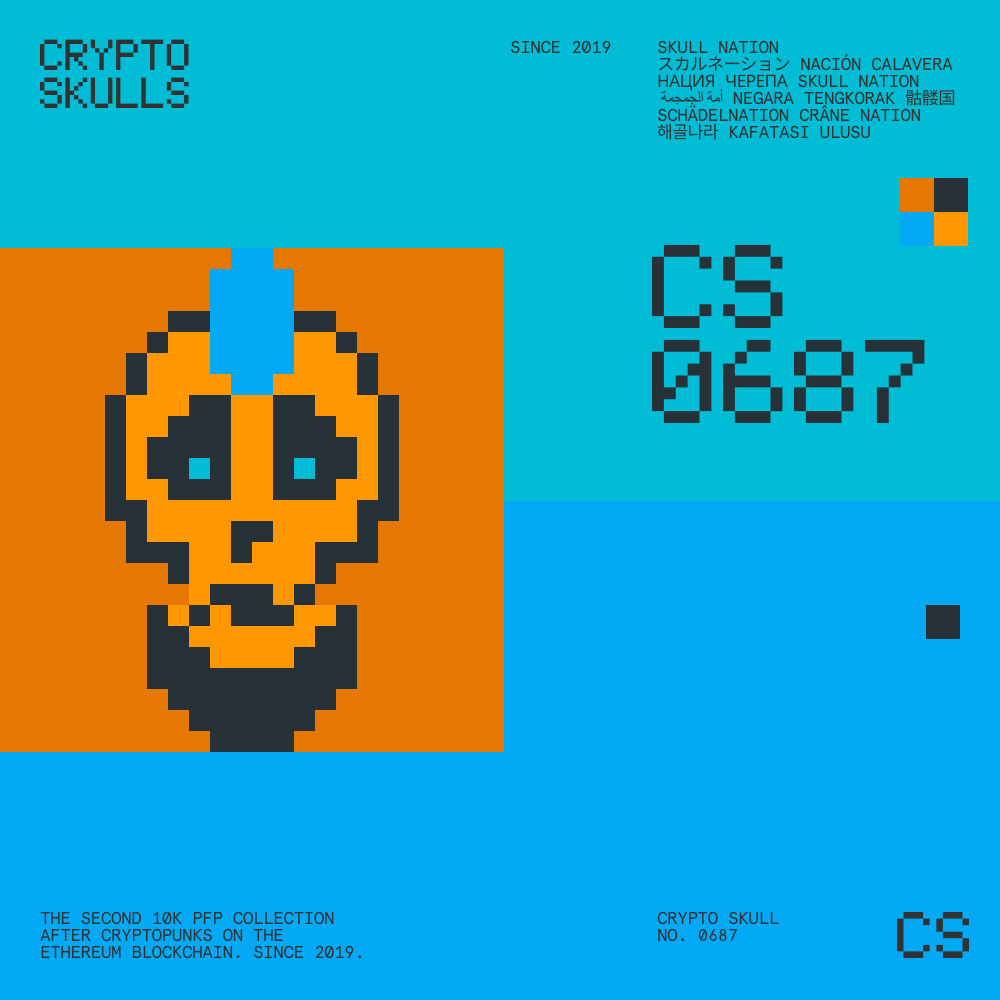 CRYPTO
SKULLS
SINCE 2019
SKULL NATION
スカルネーション NACIÓN CALAVERA
НАЦИЯ ЧЕРЕПА SKULL NATION
أمة الجمجمة NEGARA TENGKORAK 骷髅国
SCHÄDELNATION CRÂNE NATION
해골나라 KAFATASI ULUSU
CS
0687
THE SECOND 10K PFP COLLECTION
AFTER CRYPTOPUNKS ON THE
ETHEREUM BLOCKCHAIN. SINCE 2019.
CRYPTO SKULL
NO. 0687
CS